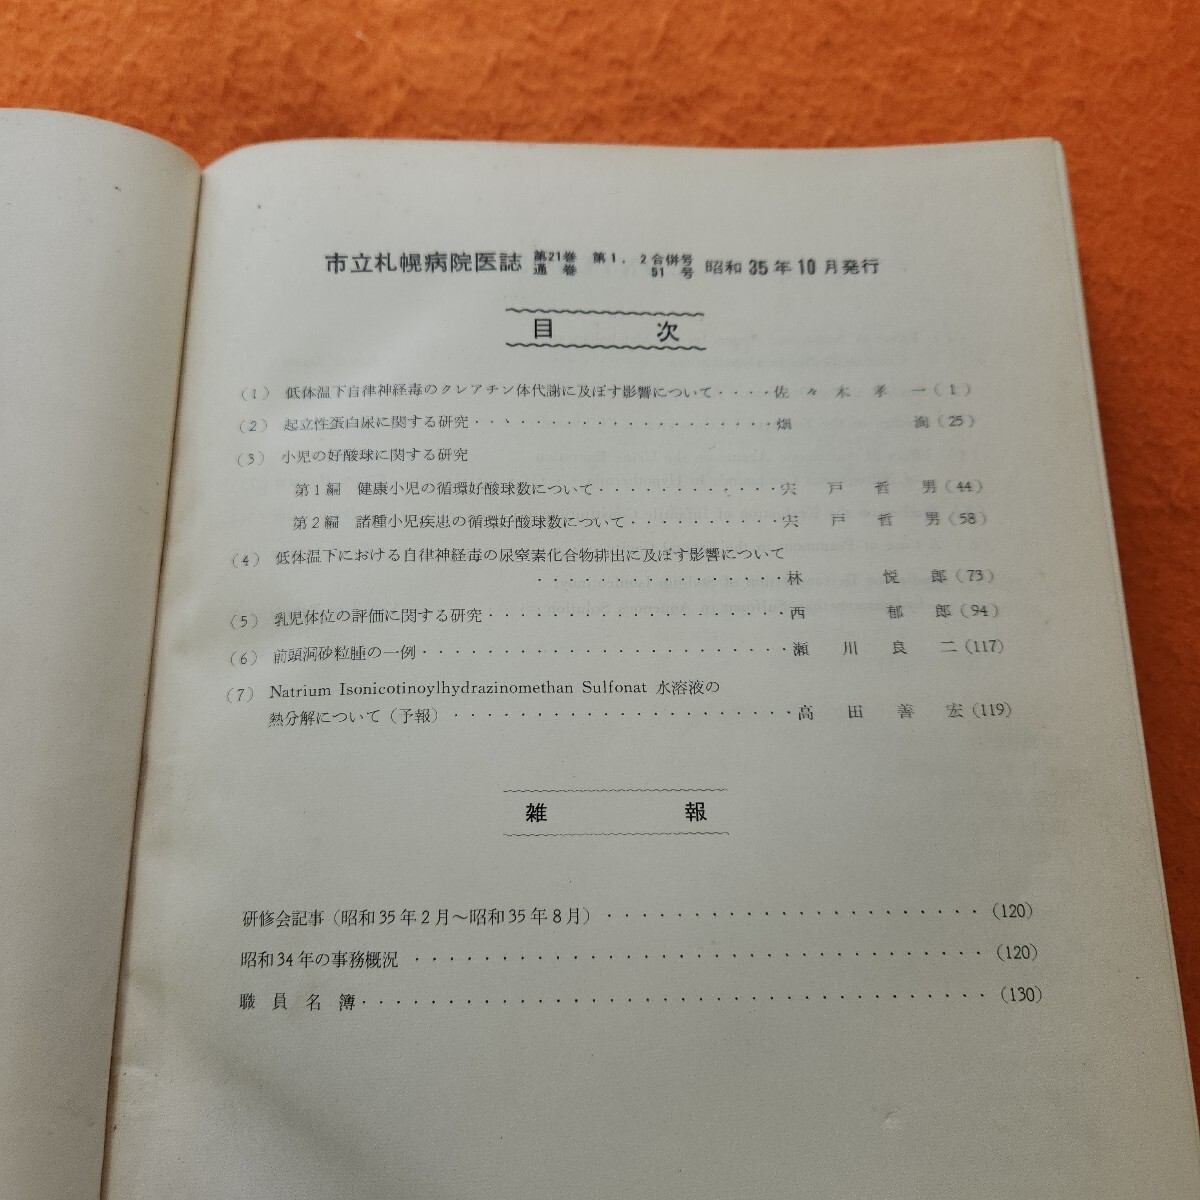 市立札幌病院医誌 第21巻 第1，2合併号 昭和35年10月発行
通巻 51号
目 次
(1) 低体温下自律神経毒のクレアチン体代謝に及ぼす影響について････佐々木孝一(1)
(2) 起立性蛋白尿に関する研究････････････････････畑 洵(25)
(3) 小児の好酸球に関する研究
第1編 健康小児の循環好酸球数について････････････宍戸哲男(44)
第2編 諸種小児疾患の循環好酸球数について･･････････宍戸哲男(58)
(4) 低体温下における自律神経毒の尿窒素化合物排出に及ぼす影響について
････････････････林 悦郎(73)
(5) 乳児体位の評価に関する研究････････････････････西 郁郎(94)
(6) 前頭洞砂粒腫の一例････････････････････････瀬川良二(117)
(7) Natrium Isonicotinoylhydrazinomethan Sulfonat 水溶液の
熱分解について(予報)･････････････････････高田善宏(119)
雑 報
研修会記事(昭和35年2月～昭和35年8月)･･････････････････････(120)
昭和34年の事務概況･･････････････････････････････････(120)
職員名簿･････････････････････････････････････(130)